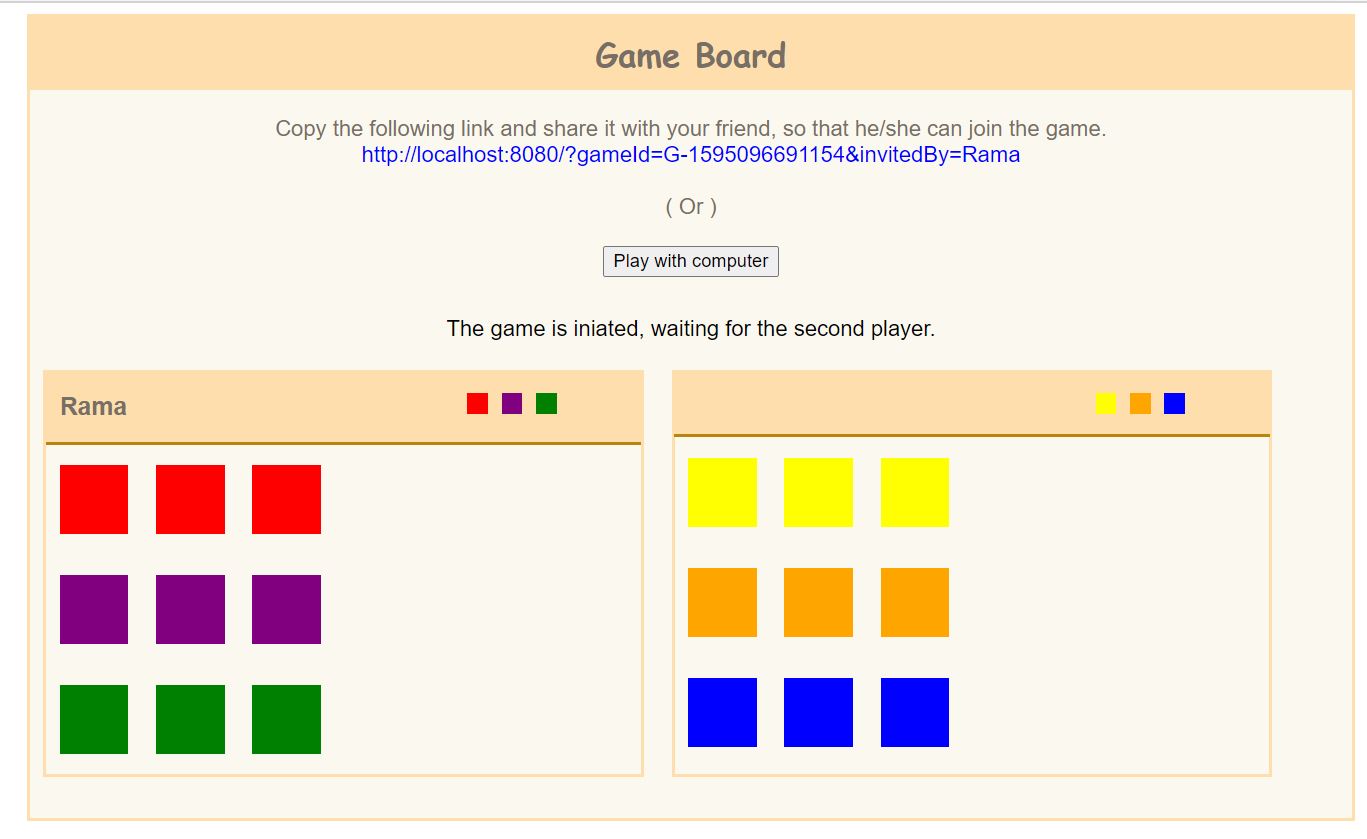 Game Board
Copy the following link and share it with your friend, so that he/she can join the game.
http://localhost:8080/?gameId=G-1595096691154&invitedBy=Rama
( Or )
Play with computer
The game is iniated, waiting for the second player.
Rama